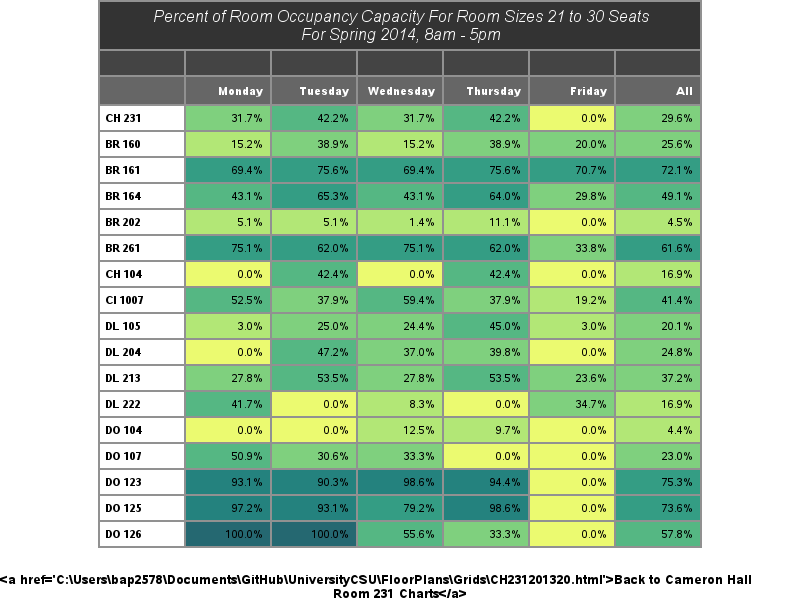 Percent of Room Occupancy Capacity For Room Sizes 21 to 30 Seats
For Spring 2014, 8am - 5pm
Monday Tuesday Wednesday Thursday Friday All
CH 231 31.7% 42.2% 31.7% 42.2% 0.0% 29.6%
BR 160 15.2% 38.9% 15.2% 38.9% 20.0% 25.6%
BR 161 69.4% 75.6% 69.4% 75.6% 70.7% 72.1%
BR 164 43.1% 65.3% 43.1% 64.0% 29.8% 49.1%
BR 202 5.1% 5.1% 1.4% 11.1% 0.0% 4.5%
BR 261 75.1% 62.0% 75.1% 62.0% 33.8% 61.6%
CH 104 0.0% 42.4% 0.0% 42.4% 0.0% 16.9%
CI 1007 52.5% 37.9% 59.4% 37.9% 19.2% 41.4%
DL 105 3.0% 25.0% 24.4% 45.0% 3.0% 20.1%
DL 204 0.0% 47.2% 37.0% 39.8% 0.0% 24.8%
DL 213 27.8% 53.5% 27.8% 53.5% 23.6% 37.2%
DL 222 41.7% 0.0% 8.3% 0.0% 34.7% 16.9%
DO 104 0.0% 0.0% 12.5% 9.7% 0.0% 4.4%
DO 107 50.9% 30.6% 33.3% 0.0% 0.0% 23.0%
DO 123 93.1% 90.3% 98.6% 94.4% 0.0% 75.3%
DO 125 97.2% 93.1% 79.2% 98.6% 0.0% 73.6%
DO 126 100.0% 100.0% 55.6% 33.3% 0.0% 57.8%
<a href='C:\Users\bap2578\Documents\GitHub\UniversityCSU\FloorPlans\Grids\CH231201320.html'>Back to Cameron Hall
Room 231 Charts</a>